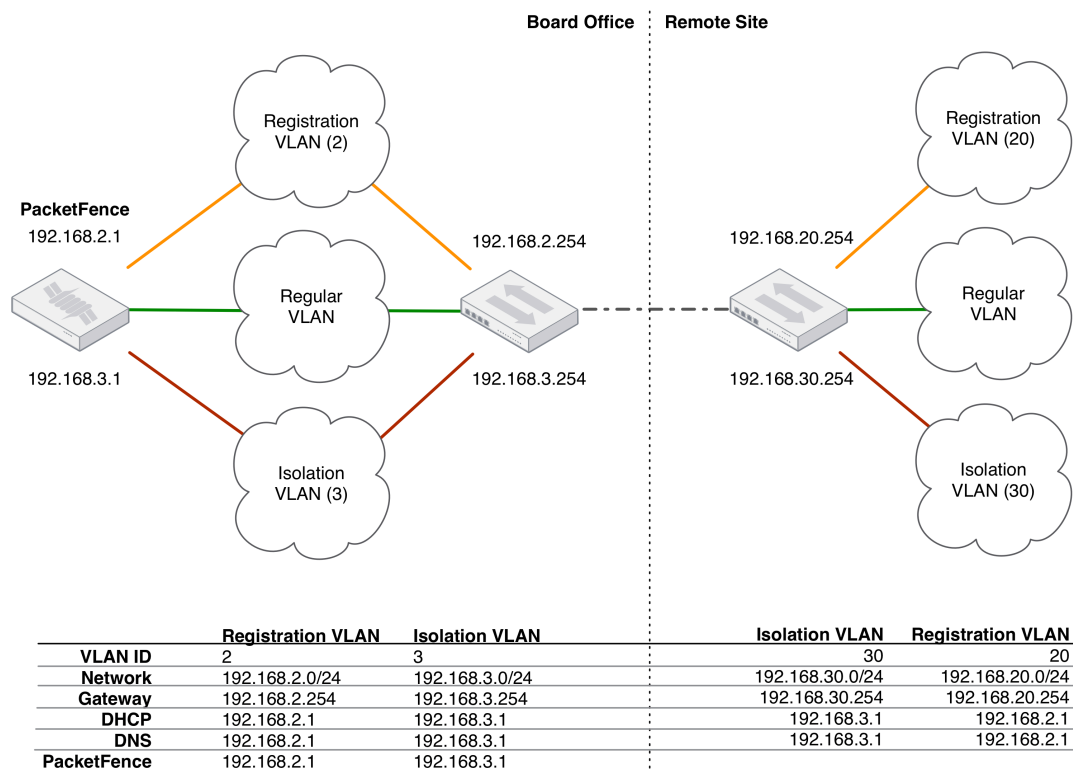 Board Office
Remote Site
Registration
VLAN (2)
Registration
VLAN (20)
PacketFence
192.168.2.1
192.168.2.254
192.168.20.254
Regular
VLAN
Regular
VLAN
192.168.3.1
192.168.3.254
192.168.30.254
Isolation
VLAN (3)
Isolation
VLAN (30)
Registration VLAN Isolation VLAN Isolation VLAN Registration VLAN
VLAN ID 2 3 30 20
Network 192.168.2.0/24 192.168.3.0/24 192.168.30.0/24 192.168.20.0/24
Gateway 192.168.2.254 192.168.3.254 192.168.30.254 192.168.20.254
DHCP 192.168.2.1 192.168.3.1 192.168.3.1 192.168.2.1
DNS 192.168.2.1 192.168.3.1 192.168.3.1 192.168.2.1
PacketFence 192.168.2.1 192.168.3.1